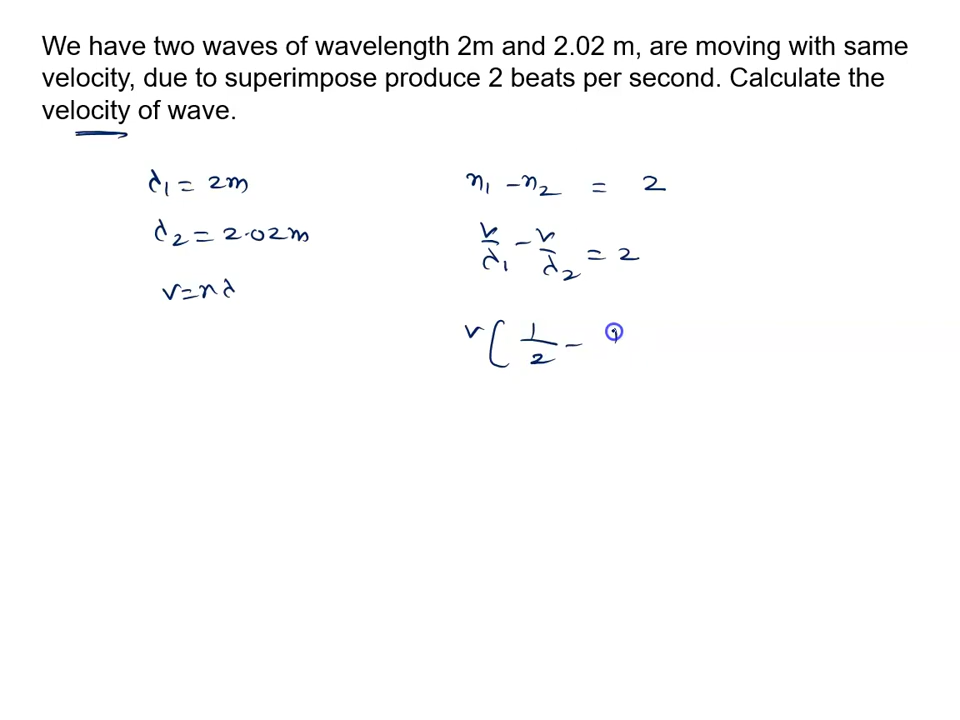 We have two waves of wavelength 2m and 2.02 m, are moving with same
velocity, due to superimpose produce 2 beats per second. Calculate the
velocity of wave.
λ₁ = 2m
n₁ - n₂ = 2
λ₂ = 2.02m
v/λ₁ - v/λ₂ = 2
v = nλ
v [ 1/2 - 1